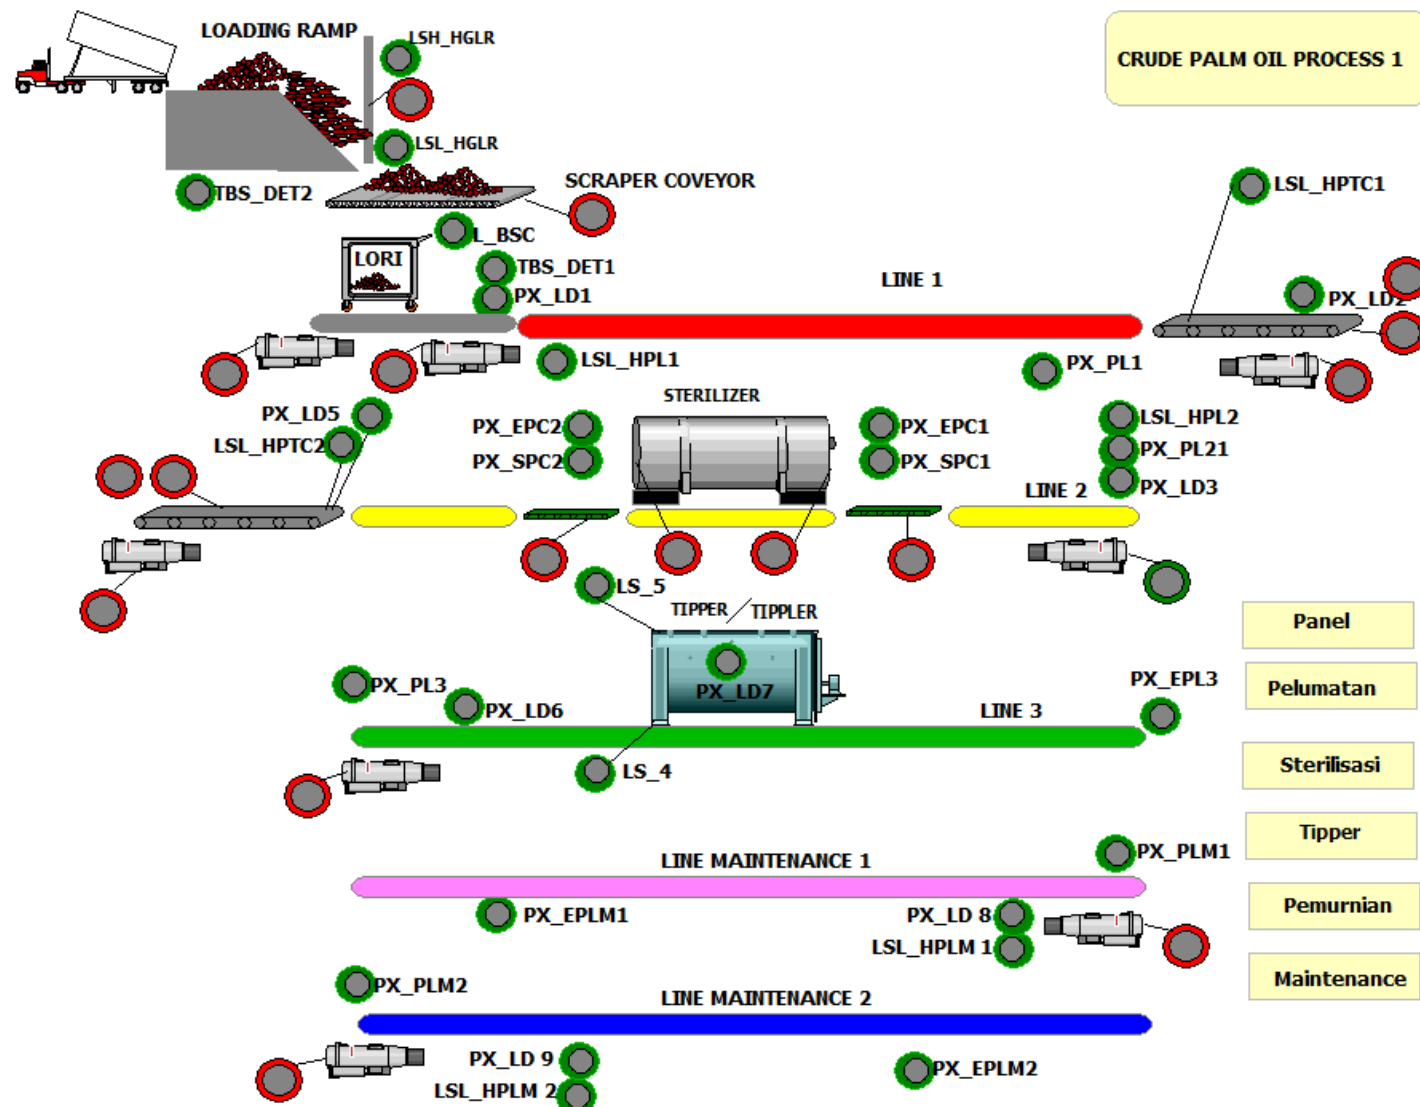 LOADING RAMP
LSH_HGLR
CRUDE PALM OIL PROCESS 1
LSL_HGLR
TBS_DET2
SCRAPER COVEYOR
LSL_HPTC1
L_BSC
LORI
TBS_DET1
PX_LD1
LINE 1
PX_LD2
LSL_HPL1
PX_PL1
STERILIZER
PX_LD5
LSL_HPTC2
PX_EPC2
PX_SPC2
PX_EPC1
PX_SPC1
LSL_HPL2
PX_PL21
PX_LD3
LINE 2
LS_5
TIPPER / TIPPLER
Panel
PX_PL3
PX_LD6
PX_LD7
LINE 3
PX_EPL3
Pelumatan
LS_4
Sterilisasi
Tipper
LINE MAINTENANCE 1
PX_PLM1
PX_EPLM1
PX_LD 8
LSL_HPLM 1
Pemurnian
PX_PLM2
LINE MAINTENANCE 2
Maintenance
PX_LD 9
LSL_HPLM 2
PX_EPLM2